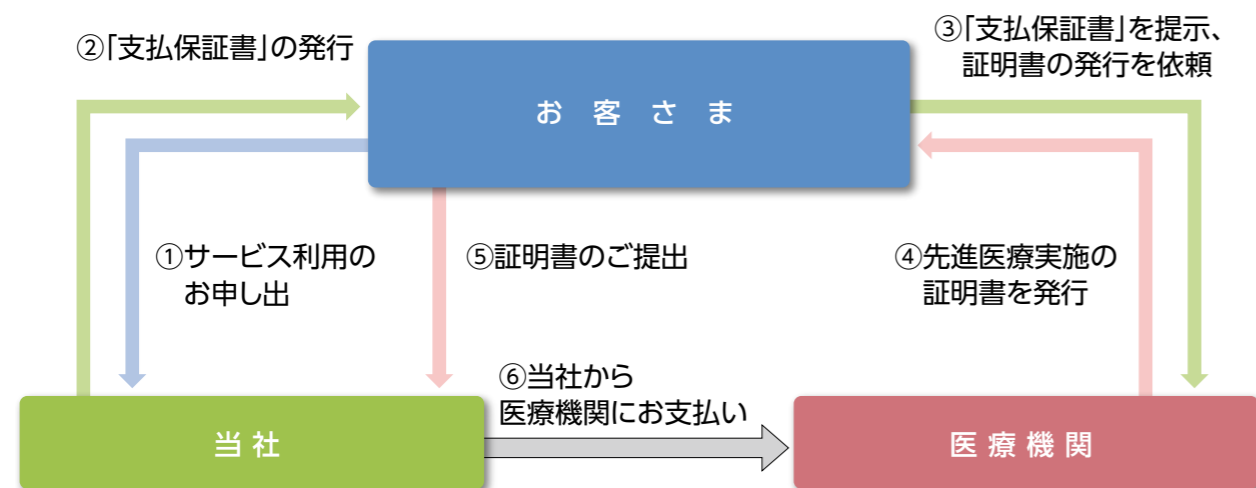 ②「支払保証書」の発行
③「支払保証書」を提示、
証明書の発行を依頼
お客さま
①サービス利用の
お申し出
⑤証明書のご提出
④先進医療実施の
証明書を発行
⑥当社から
医療機関にお支払い
当社
医療機関